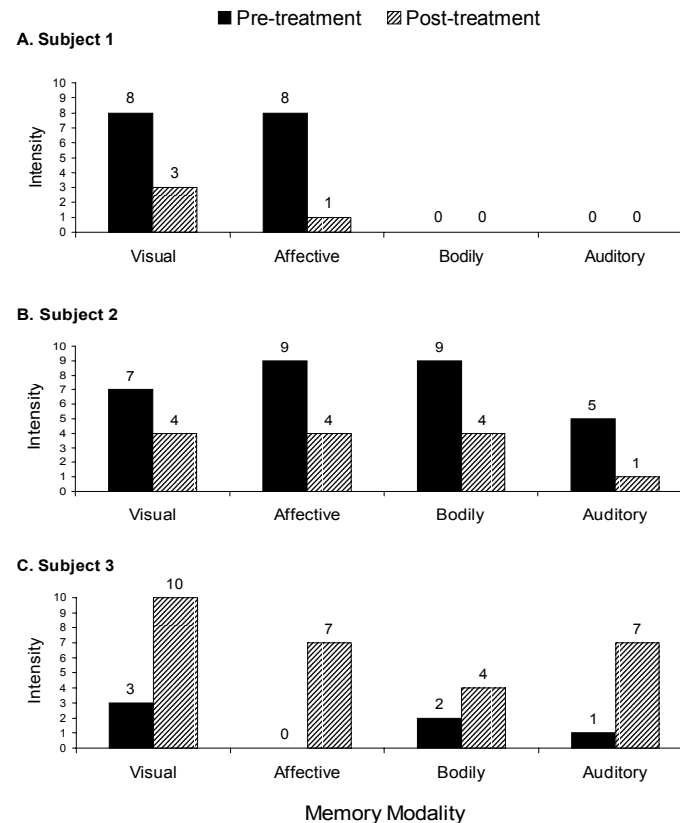 Pre-treatment Post-treatment
A. Subject 1
Intensity
10
9
8
7
6
5
4
3
2
1
0
8 3 8 1 0 0 0 0
Visual Affective Bodily Auditory
B. Subject 2
Intensity
10
9
8
7
6
5
4
3
2
1
0
7 4 9 4 9 4 5 1
Visual Affective Bodily Auditory
C. Subject 3
Intensity
10
9
8
7
6
5
4
3
2
1
0
3 10 0 7 2 4 1 7
Visual Affective Bodily Auditory
Memory Modality